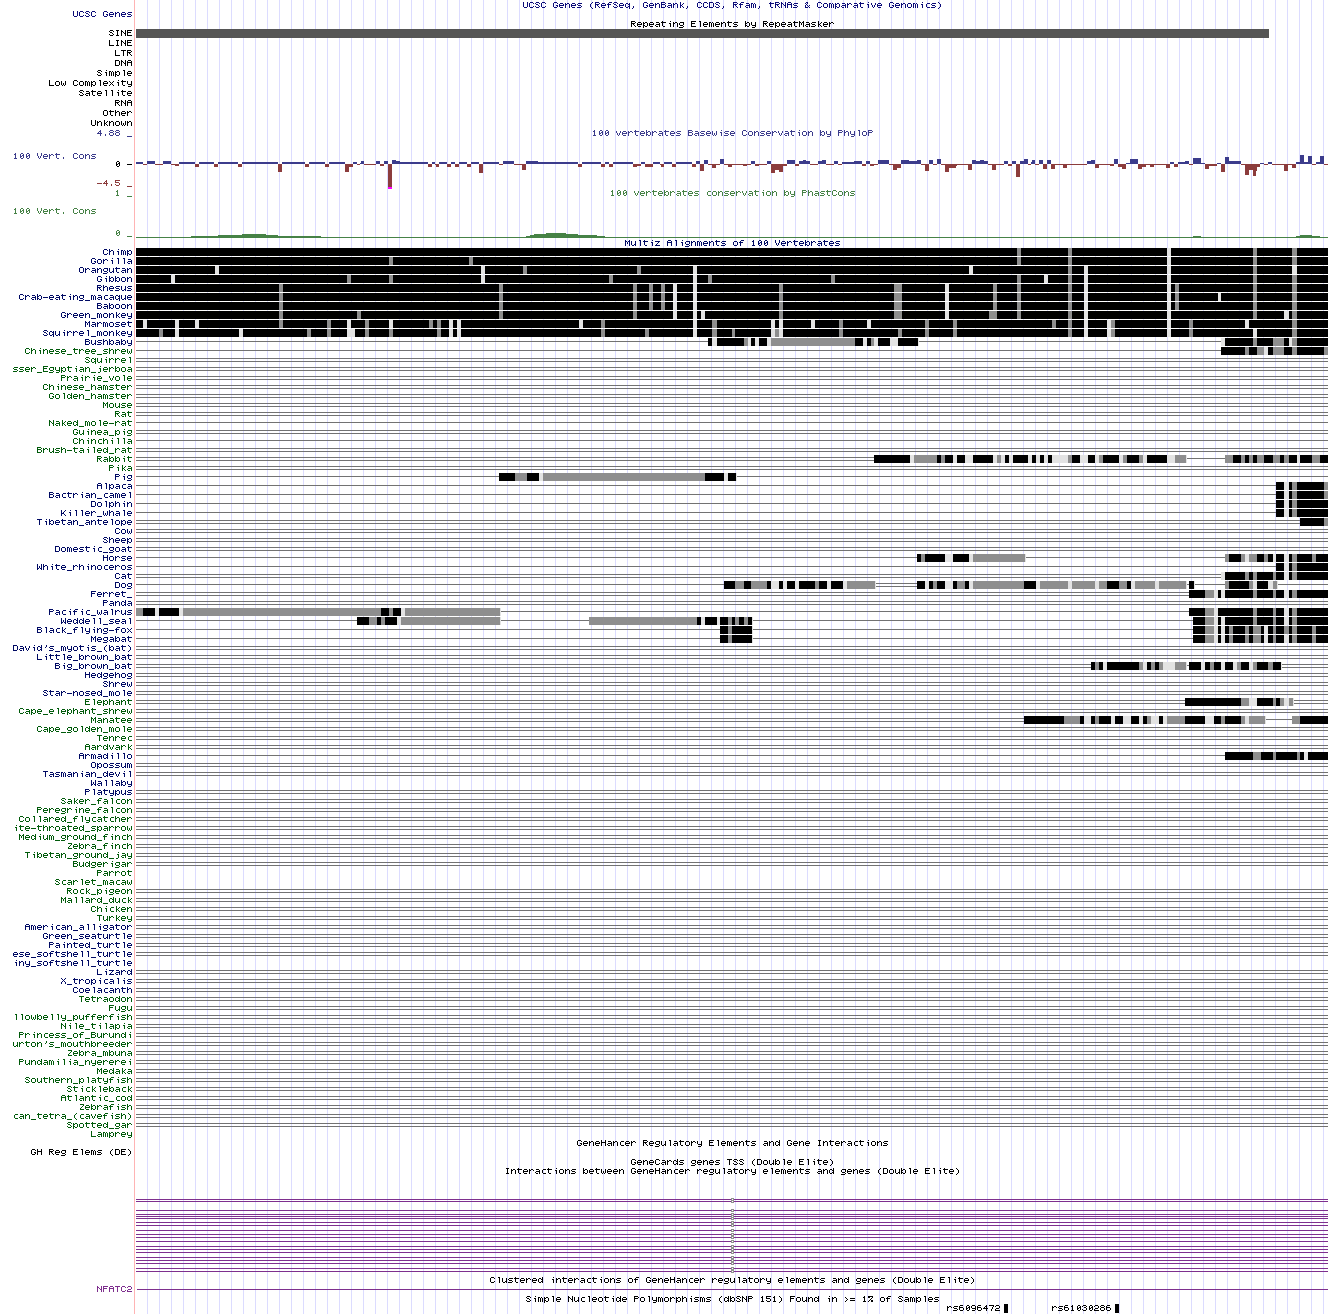 UCSC Genes (RefSeq, GenBank, CCDS, Rfam, tRNAs & Comparative Genomics)
UCSC Genes
Repeating Elements by RepeatMasker
SINE
LINE
LTR
DNA
Simple
Low Complexity
Satellite
RNA
Other
Unknown
4.88 _
100 vertebrates Basewise Conservation by PhyloP
100 Vert. Cons
0 _
-4.5 _
1 _
100 vertebrates conservation by PhastCons
100 Vert. Cons
0 _
Multiz Alignments of 100 Vertebrates
Chimp
Gorilla
Orangutan
Gibbon
Rhesus
Crab-eating_macaque
Baboon
Green_monkey
Marmoset
Squirrel_monkey
Bushbaby
Chinese_tree_shrew
Squirrel
sser_Egyptian_jerboa
Prairie_vole
Chinese_hamster
Golden_hamster
Mouse
Rat
Naked_mole-rat
Guinea_pig
Chinchilla
Brush-tailed_rat
Rabbit
Pika
Pig
Alpaca
Bactrian_camel
Dolphin
Killer_whale
Tibetan_antelope
Cow
Sheep
Domestic_goat
Horse
White_rhinoceros
Cat
Dog
Ferret_
Panda
Pacific_walrus
Weddell_seal
Black_flying-fox
Megabat
David's_myotis_(bat)
Little_brown_bat
Big_brown_bat
Hedgehog
Shrew
Star-nosed_mole
Elephant
Cape_elephant_shrew
Manatee
Cape_golden_mole
Tenrec
Aardvark
Armadillo
Opossum
Tasmanian_devil
Wallaby
Platypus
Saker_falcon
Peregrine_falcon
Collared_flycatcher
ite-throated_sparrow
Medium_ground_finch
Zebra_finch
Tibetan_ground_jay
Budgerigar
Parrot
Scarlet_macaw
Rock_pigeon
Mallard_duck
Chicken
Turkey
American_alligator
Green_seaturtle
Painted_turtle
ese_softshell_turtle
iny_softshell_turtle
Lizard
X_tropicalis
Coelacanth
Tetraodon
Fugu
llowbelly_pufferfish
Nile_tilapia
Princess_of_Burundi
urton's_mouthbreeder
Zebra_mbuna
Pundamilia_nyererei
Medaka
Southern_platyfish
Stickleback
Atlantic_cod
Zebrafish
can_tetra_(cavefish)
Spotted_gar
Lamprey
GeneHancer Regulatory Elements and Gene Interactions
GH Reg Elems (DE)
GeneCards genes TSS (Double Elite)
Interactions between GeneHancer regulatory elements and genes (Double Elite)
Clustered interactions of GeneHancer regulatory elements and genes (Double Elite)
NFATC2
Simple Nucleotide Polymorphisms (dbSNP 151) Found in >= 1% of Samples
rs6096472 rs61030286